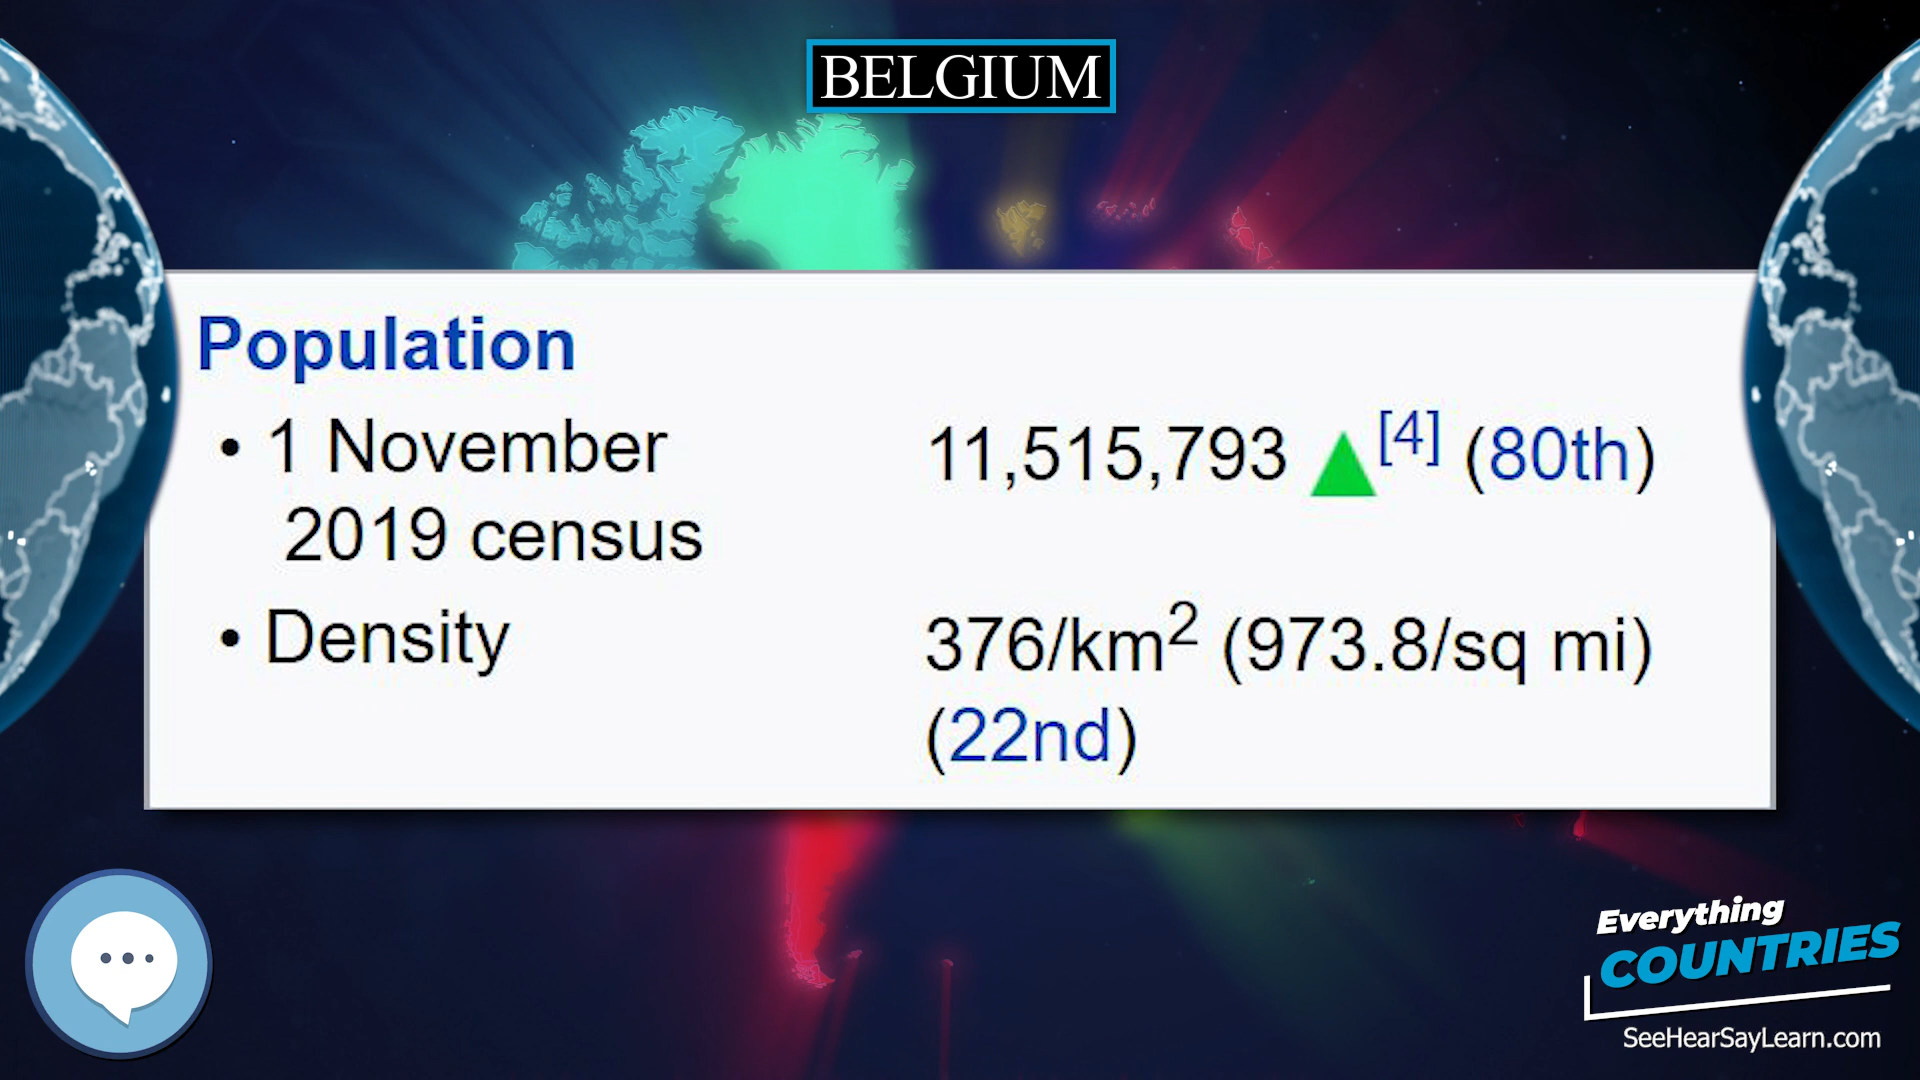 BELGIUM
Population
• 1 November 11,515,793 ▲[4] (80th)
2019 census
• Density 376/km² (973.8/sq mi)
(22nd)
Everything
COUNTRIES
SeeHearSayLearn.com